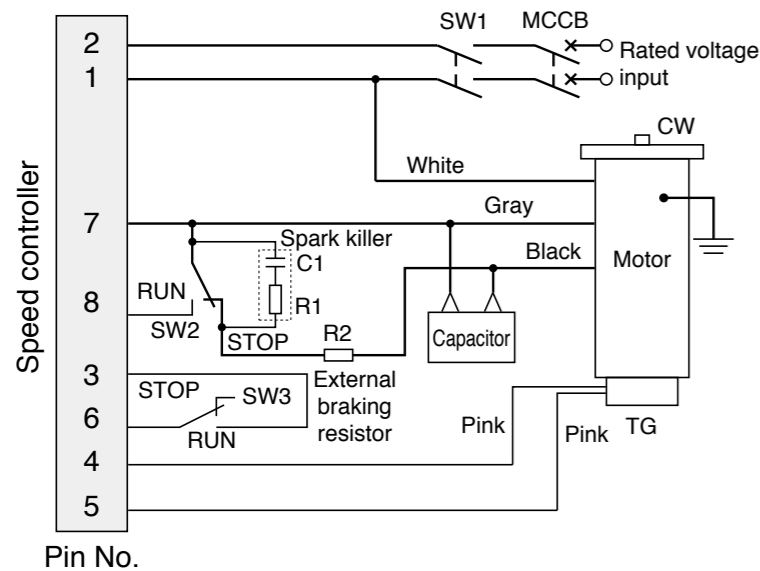 SW1 MCCB
2
Rated voltage
1
input
CW
White
Gray
7
Spark killer
Black
C1
Motor
RUN
8
R1
SW2
STOP
R2
Capacitor
3
External
STOP
SW3
braking
6
RUN
resistor
Pink
Pink
TG
4
5
Speed controller
Pin No.